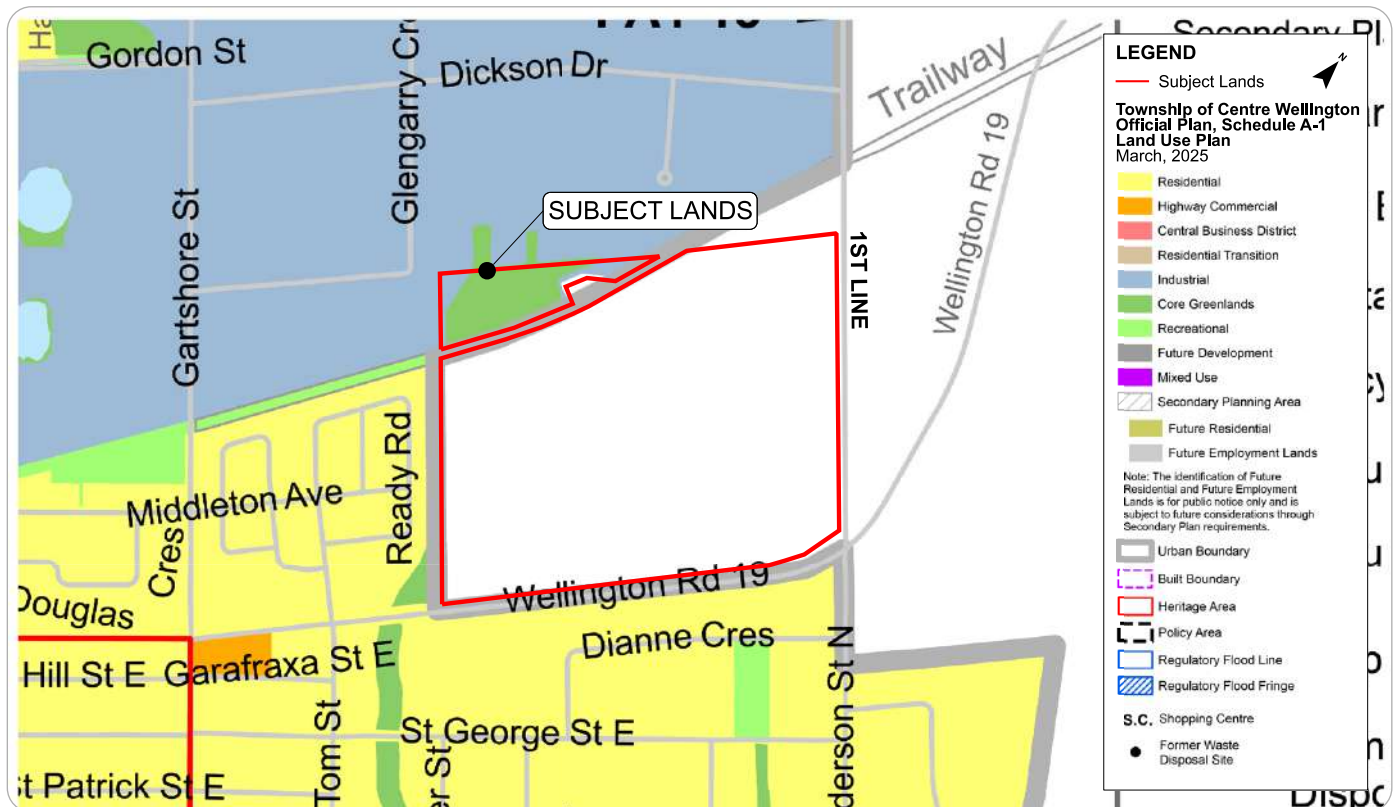 Gordon St
Glengarry Cr
Dickson Dr
Trailway
Wellington Rd 19
SUBJECT LANDS
Gartshore St
1ST LINE
Ready Rd
Middleton Ave
Cres
Douglas
Wellington Rd 19
Dianne Cres
Hill St E
Garafraxa St E
Tom St
St George St E
er St
derson St N
t Patrick St E
Secondary Pl
LEGEND
N
Subject Lands
Township of Centre Wellington
Official Plan, Schedule A-1
Land Use Plan
March, 2025
Residential
Highway Commercial
Central Business District
Residential Transition
Industrial
Core Greenlands
Recreational
Future Development
Mixed Use
Secondary Planning Area
Future Residential
Future Employment Lands
Note: The identification of Future
Residential and Future Employment
Lands is for public notice only and is
subject to future considerations through
Secondary Plan requirements.
Urban Boundary
Built Boundary
Heritage Area
Policy Area
Regulatory Flood Line
Regulatory Flood Fringe
S.C. Shopping Centre
Former Waste
Disposal Site